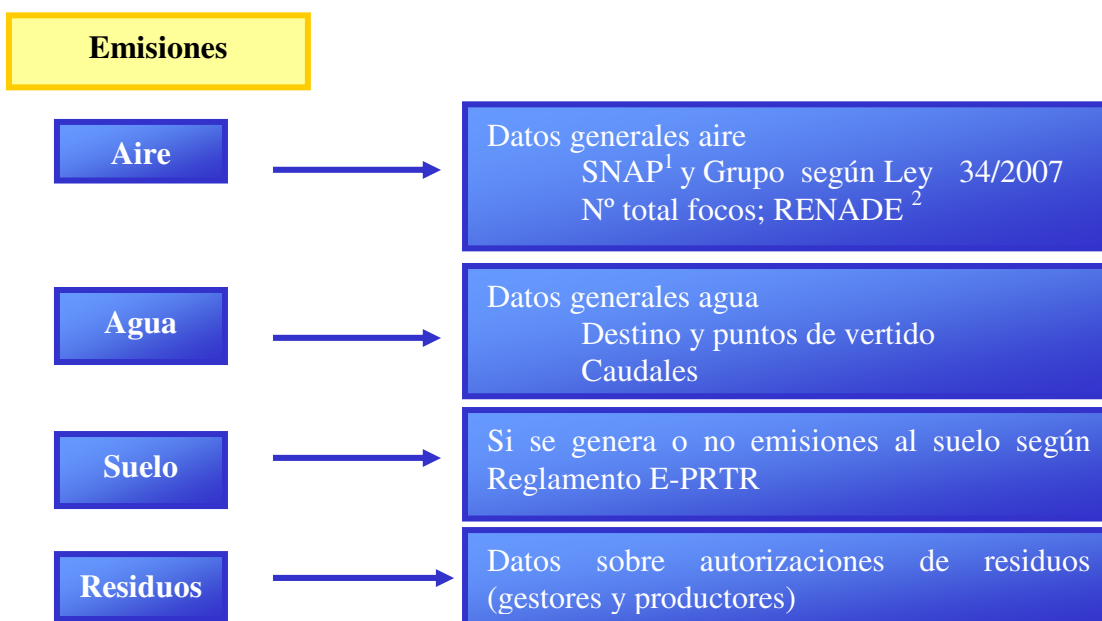 Emisiones
Aire
Datos generales aire
SNAP¹ y Grupo según Ley 34/2007
Nº total focos; RENADE ²
Agua
Datos generales agua
Destino y puntos de vertido
Caudales
Suelo
Si se genera o no emisiones al suelo según
Reglamento E-PRTR
Residuos
Datos sobre autorizaciones de residuos
(gestores y productores)